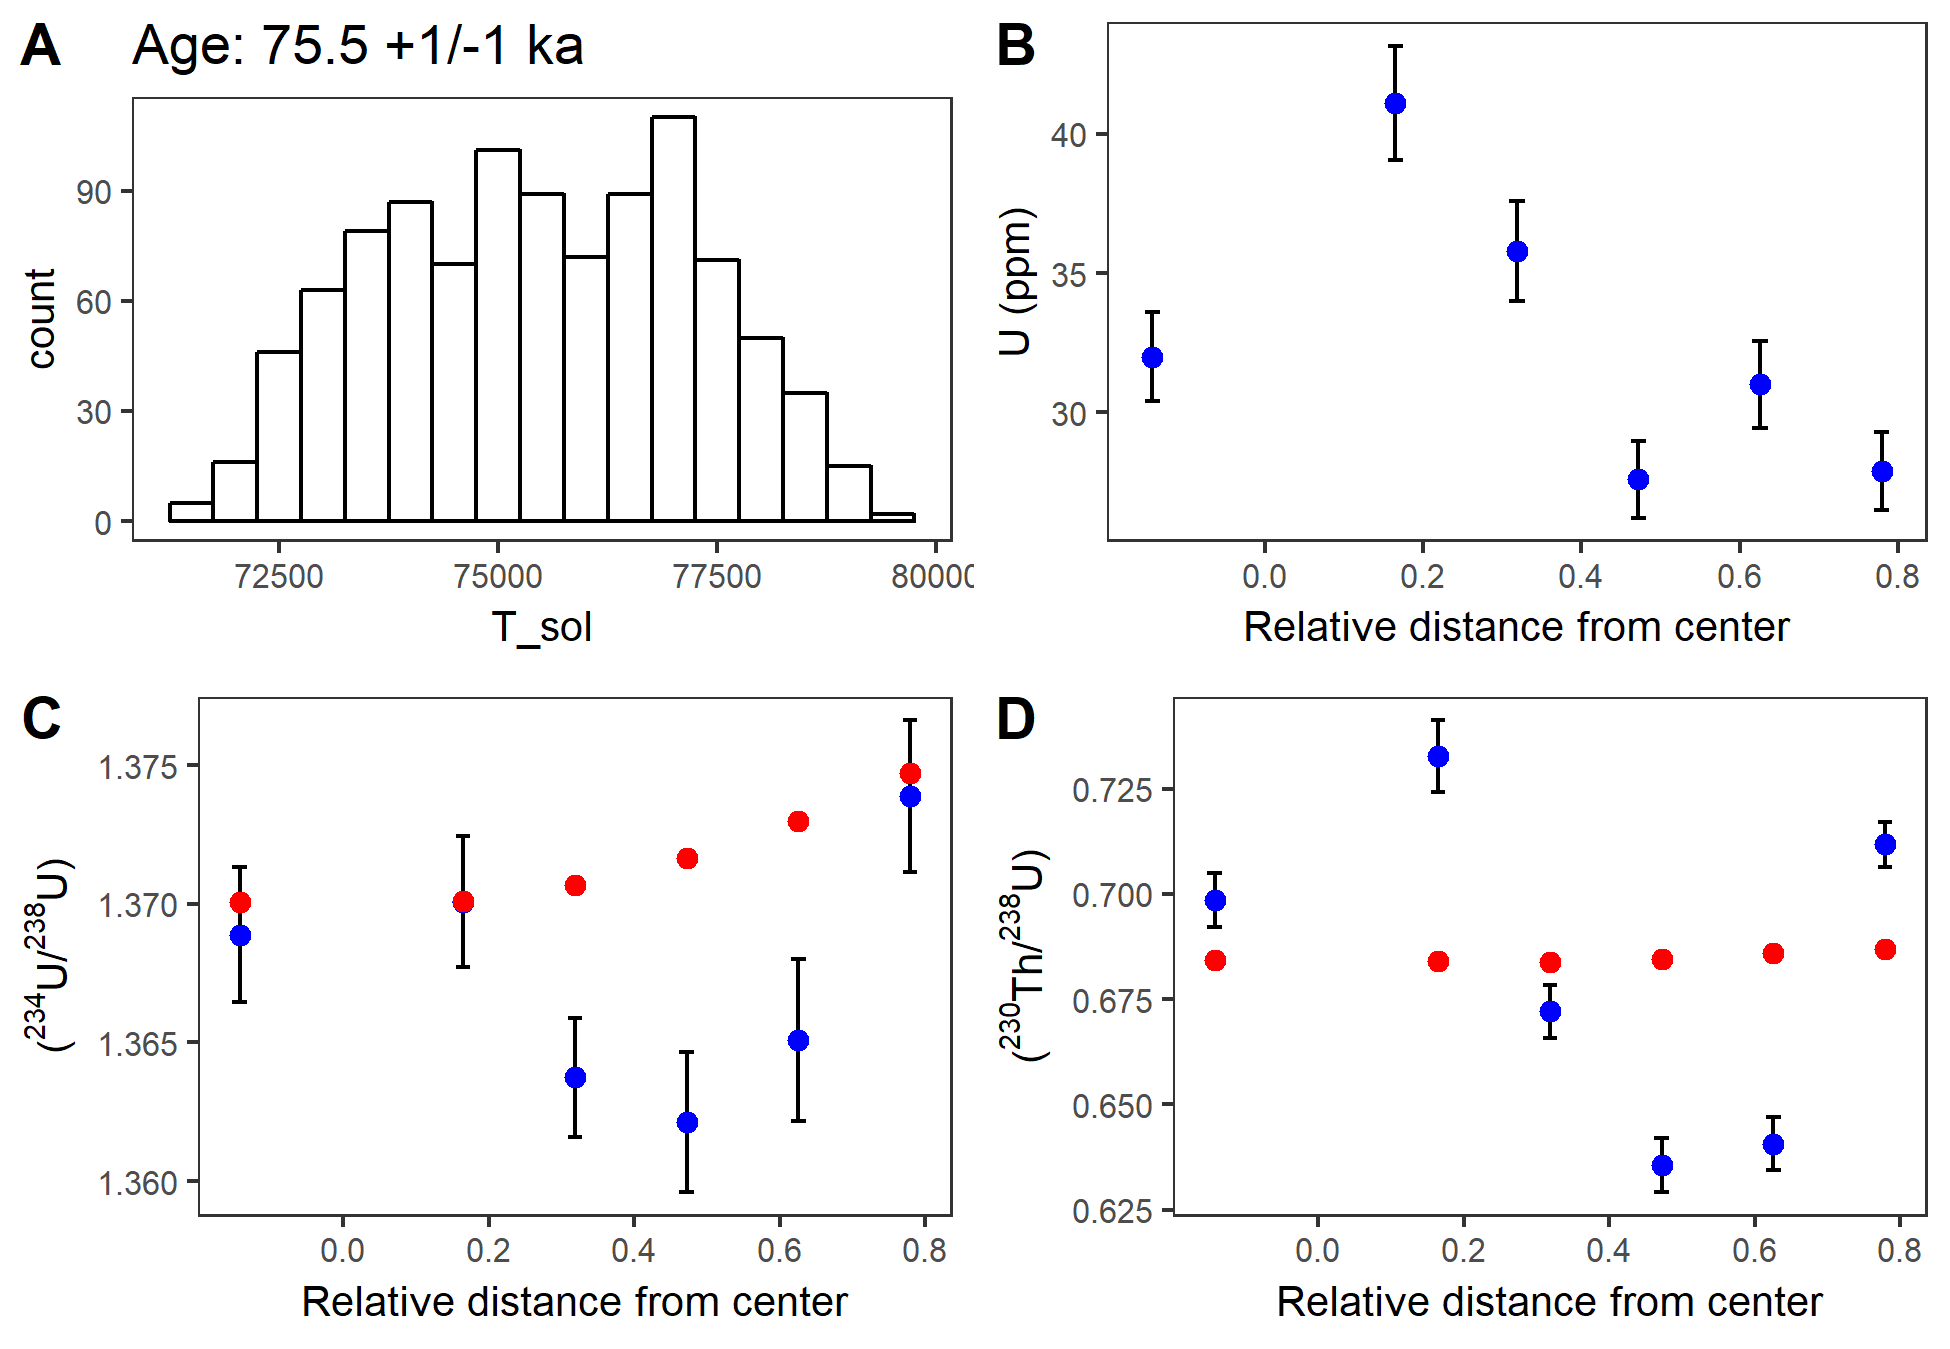 A Age: 75.5 +1/-1 ka
90
60
30
0
count
72500 75000 77500 8000
T_sol
B
40
35
30
U (ppm)
0.0 0.2 0.4 0.6 0.8
Relative distance from center
C
1.375
1.370
1.365
1.360
(²³⁴U/²³⁸U)
0.0 0.2 0.4 0.6 0.8
Relative distance from center
D
0.725
0.700
0.675
0.650
0.625
(²³⁰Th/²³⁸U)
0.0 0.2 0.4 0.6 0.8
Relative distance from center